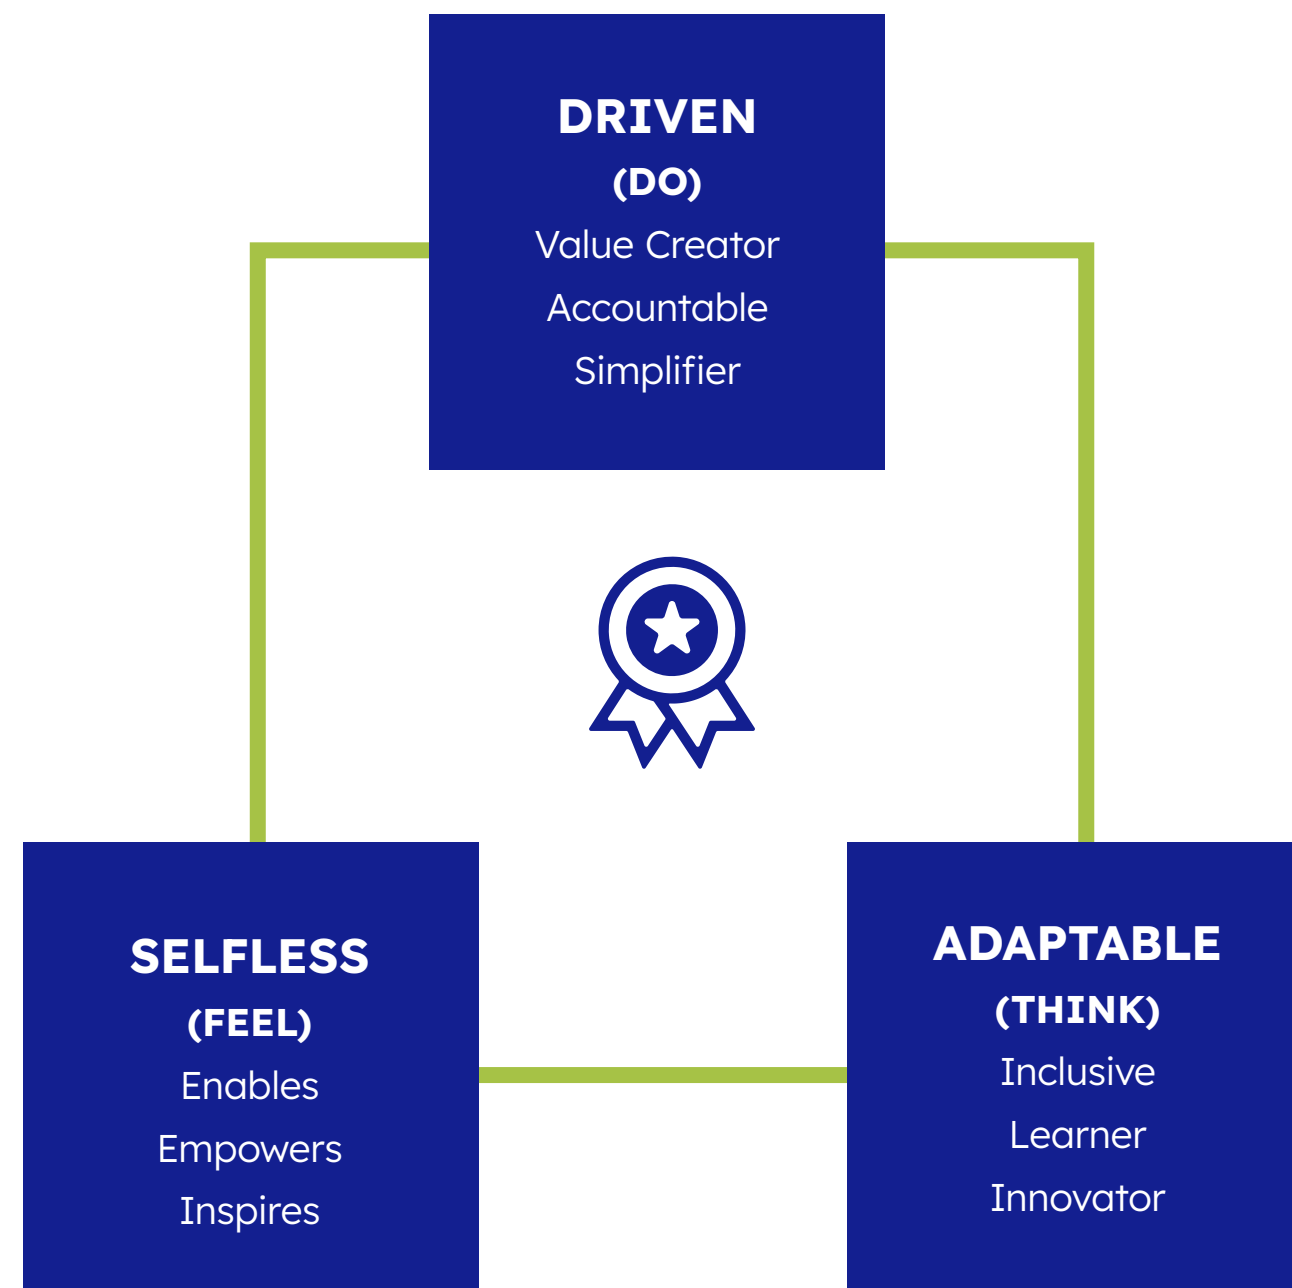 DRIVEN
(DO)
Value Creator
Accountable
Simplifier
SELFLESS
(FEEL)
Enables
Empowers
Inspires
ADAPTABLE
(THINK)
Inclusive
Learner
Innovator